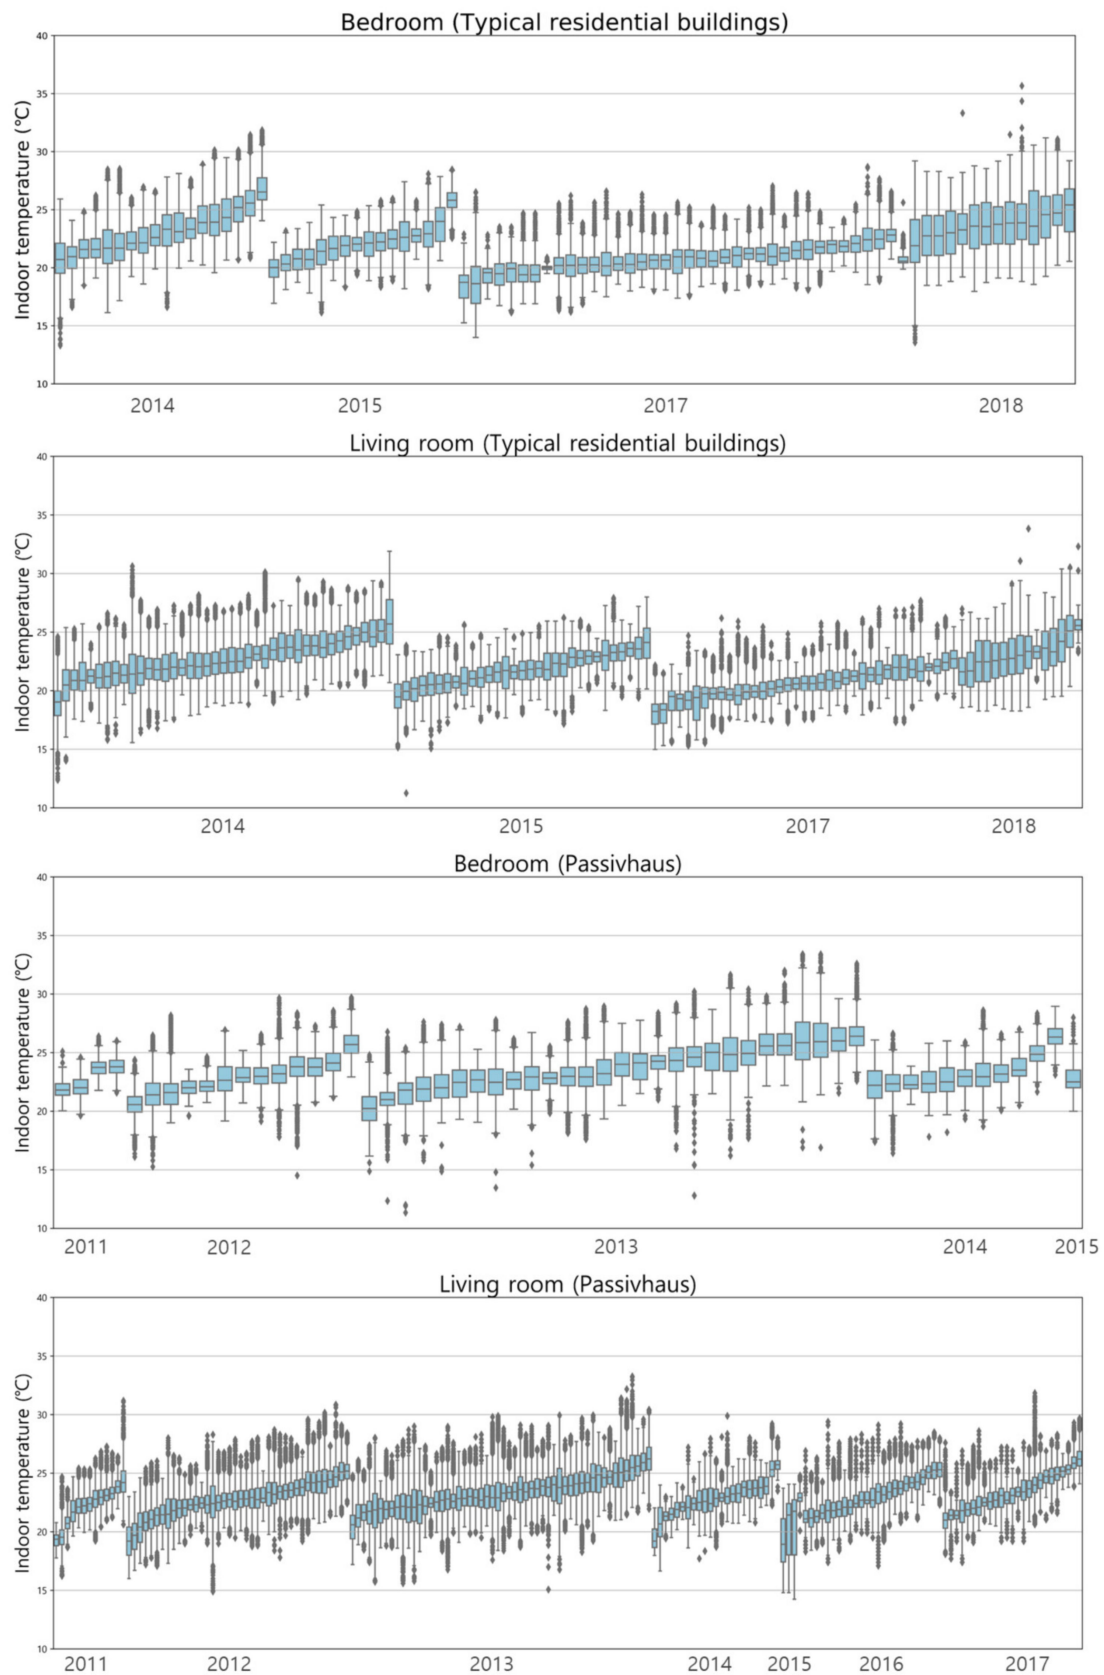 Bedroom (Typical residential buildings)
Indoor temperature (℃)
40
35
30
25
20
15
10
2014 2015 2017 2018
Living room (Typical residential buildings)
Indoor temperature (℃)
40
35
30
25
20
15
10
2014 2015 2017 2018
Bedroom (Passivhaus)
Indoor temperature (℃)
40
35
30
25
20
15
10
2011 2012 2013 2014 2015
Living room (Passivhaus)
Indoor temperature (℃)
40
35
30
25
20
15
10
2011 2012 2013 2014 2015 2016 2017